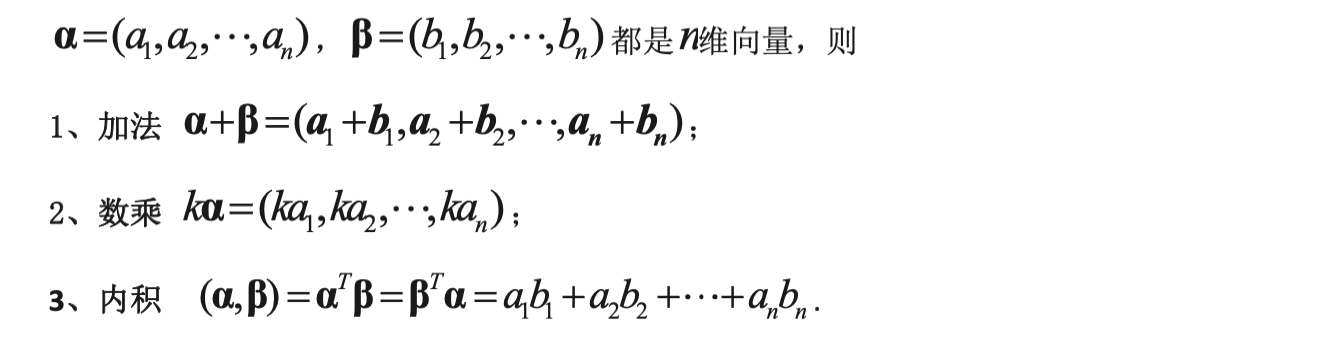 α=(a₁,a₂,⋯,aₙ)，β=(b₁,b₂,⋯,bₙ)都是n维向量，则
1、加法 α+β=(a₁+b₁,a₂+b₂,⋯,aₙ+bₙ)；
2、数乘 kα=(ka₁,ka₂,⋯,kaₙ)；
3、内积 (α,β)=αᵀβ=βᵀα=a₁b₁+a₂b₂+⋯+aₙbₙ.